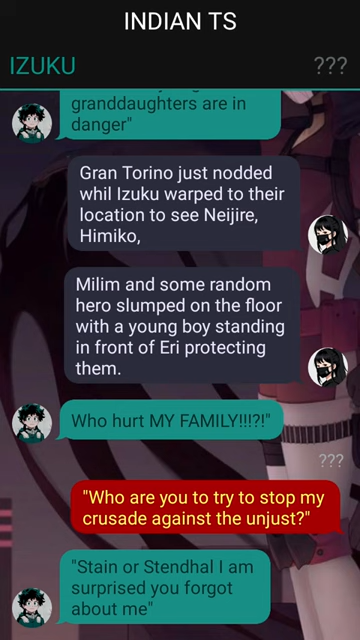 INDIAN TS
IZUKU
???
granddaughters are in
danger"
Gran Torino just nodded
whil Izuku warped to their
location to see Neijire,
Himiko,
Milim and some random
hero slumped on the floor
with a young boy standing
in front of Eri protecting
them.
Who hurt MY FAMILY!!!?!"
???
"Who are you to try to stop my
crusade against the unjust?"
"Stain or Stendhal I am
surprised you forgot
about me"